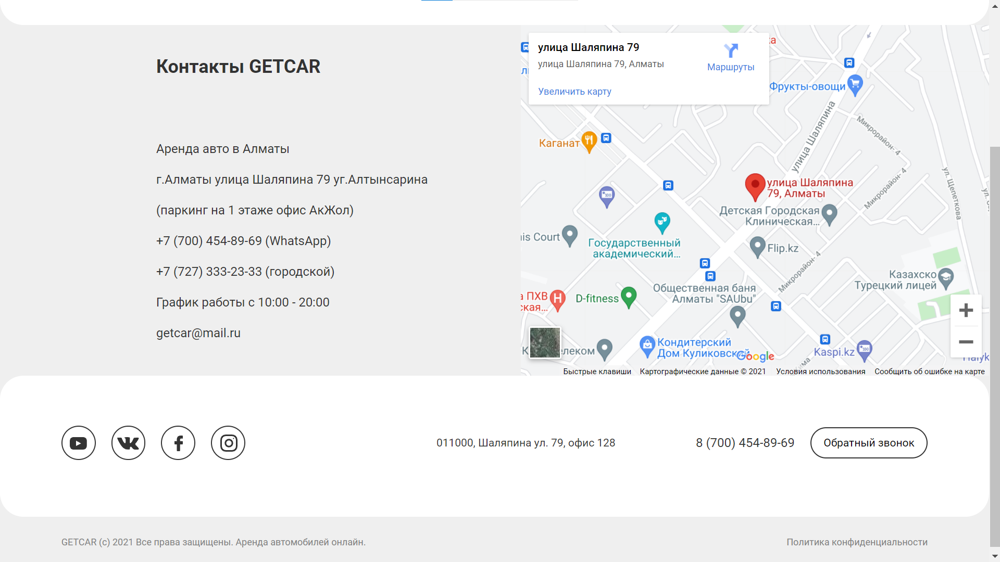 Контакты GETCAR
Аренда авто в Алматы
г.Алматы улица Шаляпина 79 уг.Алтынсарина
(паркинг на 1 этаже офис АкЖол)
+7 (700) 454-89-69 (WhatsApp)
+7 (727) 333-23-33 (городской)
График работы с 10:00 - 20:00
getcar@mail.ru
улица Шаляпина 79
улица Шаляпина 79, Алматы
Маршруты
Увеличить карту
Фрукты-овощи
улица Шаляпина
Микрорайон- 4
Каганат
улица Шаляпина
79, Алматы
Микрорайон- 4
ул. Щепеткова
Детская Городская
Клиническая...
Court
Государственный
академический...
Flip.kz
Микрорайон- 4
Казахско
Турецкий лицей
Общественная баня
Алматы "SAUbu"
ПХВ
D-fitness
Кондитерский
Дом Куликовский
Google
Kaspi.kz
Быстрые клавиши
Картографические данные © 2021
Условия использования
Сообщить об ошибке на карте
011000, Шаляпина ул. 79, офис 128
8 (700) 454-89-69
Обратный звонок
GETCAR (c) 2021 Все права защищены. Аренда автомобилей онлайн.
Политика конфиденциальности